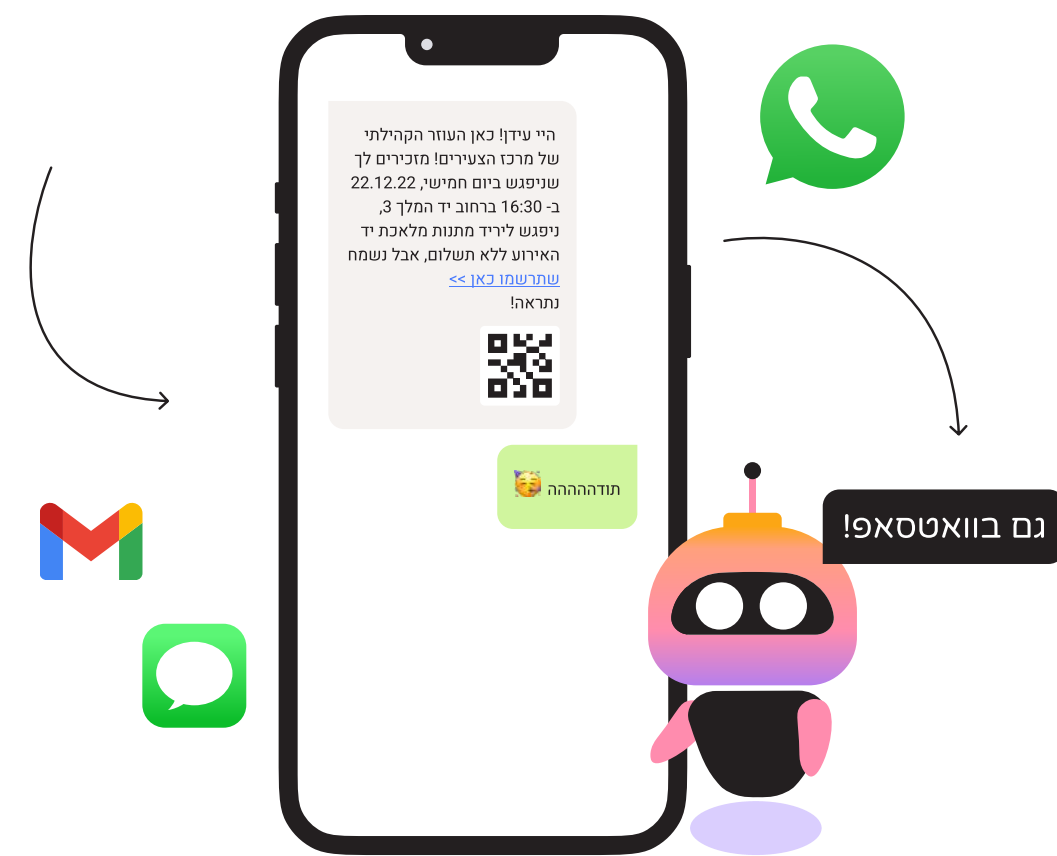 היי עידן! כאן העוזר הקהילתי
של מרכז הצעירים! מזכירים לך
שניפגש ביום חמישי, 22.12.22
ב- 16:30 ברחוב יד המלך 3,
ניפגש ליריד מתנות מלאכת יד
האירוע ללא תשלום, אבל נשמח
שתרשמו כאן >>
נתראה!
תודהההההה 🥳
גם בוואטסאפ!